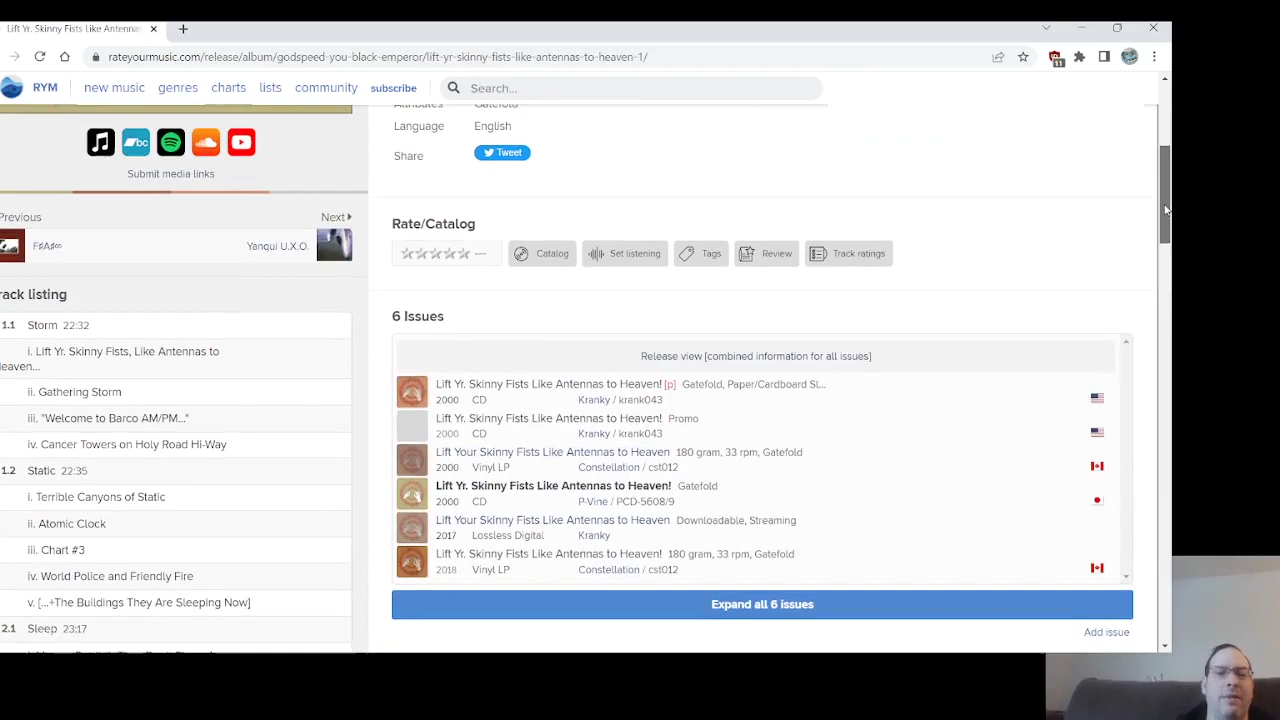 Lift Yr. Skinny Fists Like Antennas
rateyourmusic.com/release/album/godspeed-you-black-emperor/lift-yr-skinny-fists-like-antennas-to-heaven-1/
11
RYM new music genres charts lists community subscribe Search...
Attributes Gatefold
Language English
Share Tweet
Submit media links
Previous Next
F♯A♯∞ Yanqui U.X.O.
Rate/Catalog
--- Catalog Set listening Tags Review Track ratings
rack listing
1.1 Storm 22:32
i. Lift Yr. Skinny Fists, Like Antennas to
eaven...
ii. Gathering Storm
iii. "Welcome to Barco AM/PM..."
iv. Cancer Towers on Holy Road Hi-Way
1.2 Static 22:35
i. Terrible Canyons of Static
ii. Atomic Clock
iii. Chart #3
iv. World Police and Friendly Fire
v. [...+The Buildings They Are Sleeping Now]
2.1 Sleep 23:17
6 Issues
Release view [combined information for all issues]
Lift Yr. Skinny Fists Like Antennas to Heaven! [p] Gatefold, Paper/Cardboard Sl...
2000 CD Kranky / krank043
Lift Yr. Skinny Fists Like Antennas to Heaven! Promo
2000 CD Kranky / krank043
Lift Your Skinny Fists Like Antennas to Heaven 180 gram, 33 rpm, Gatefold
2000 Vinyl LP Constellation / cst012
Lift Yr. Skinny Fists Like Antennas to Heaven! Gatefold
2000 CD P-Vine / PCD-5608/9
Lift Your Skinny Fists Like Antennas to Heaven Downloadable, Streaming
2017 Lossless Digital Kranky
Lift Yr. Skinny Fists Like Antennas to Heaven! 180 gram, 33 rpm, Gatefold
2018 Vinyl LP Constellation / cst012
Expand all 6 issues
Add issue